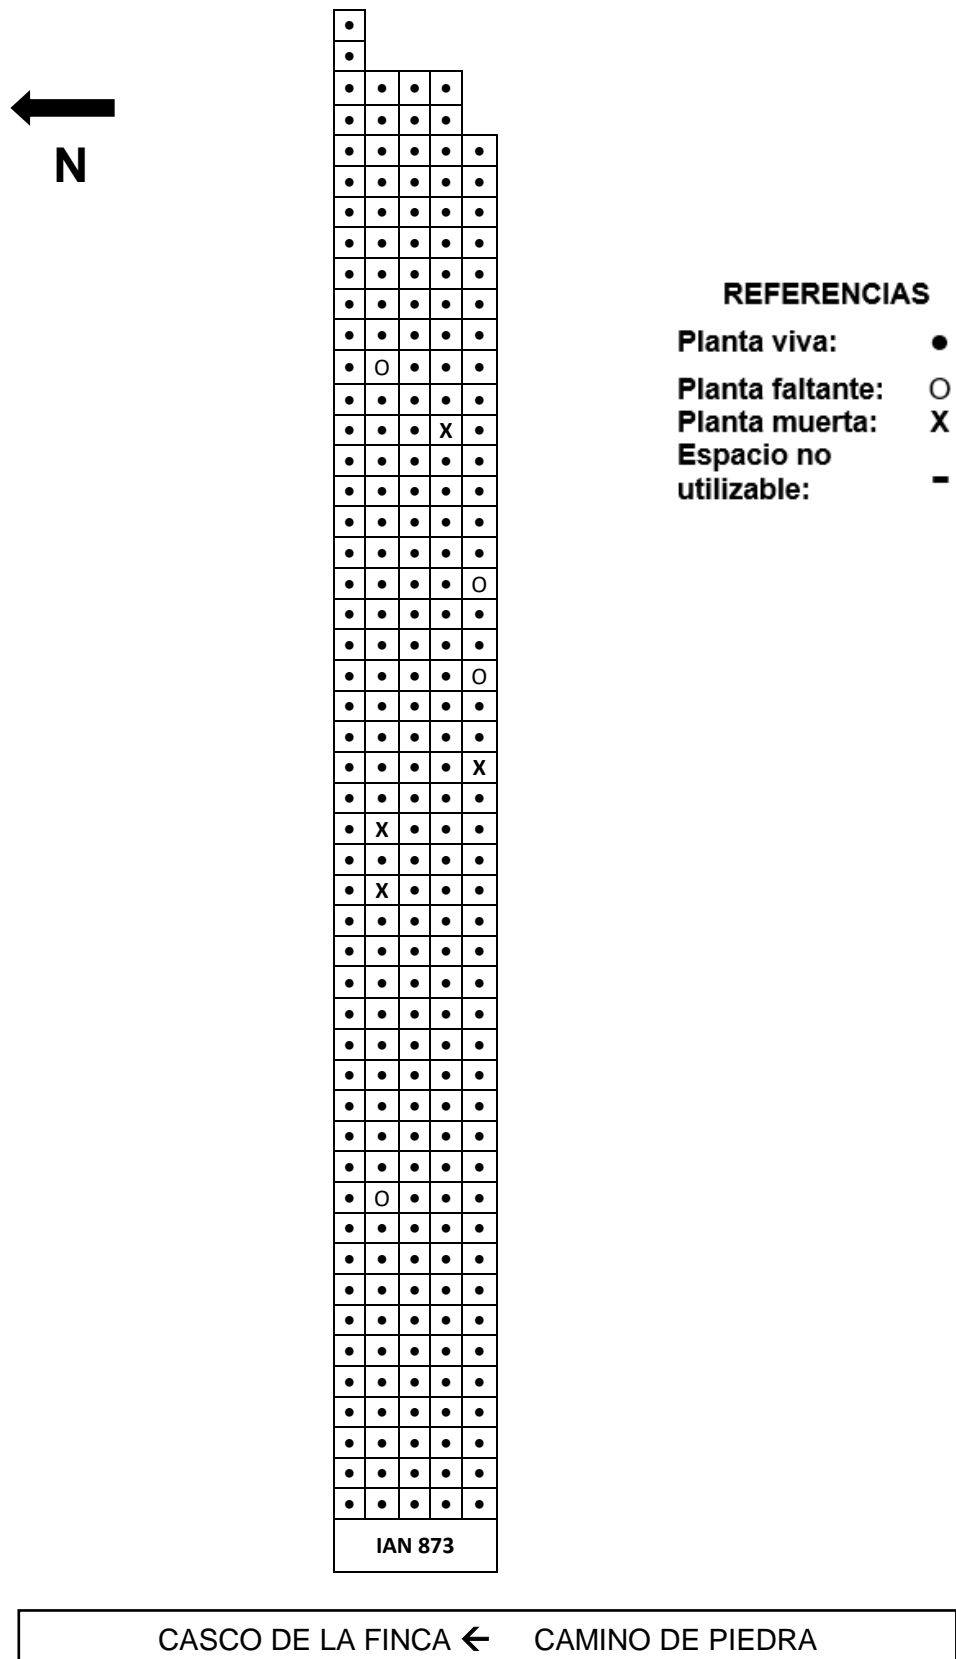 •
•
• • • •
• • • •
• • • • •
• • • • •
• • • • •
• • • • •
• • • • •
• • • • •
• • • • •
• O • • •
• • • • •
• • • X •
• • • • •
• • • • •
• • • • •
• • • • •
• • • • O
• • • • •
• • • • •
• • • • O
• • • • •
• • • • •
• • • • X
• • • • •
• X • • •
• • • • •
• X • • •
• • • • •
• • • • •
• • • • •
• • • • •
• • • • •
• • • • •
• • • • •
• • • • •
• • • • •
• O • • •
• • • • •
• • • • •
• • • • •
• • • • •
• • • • •
• • • • •
• • • • •
• • • • •
• • • • •
• • • • •
IAN 873
N
REFERENCIAS
Planta viva: •
Planta faltante: O
Planta muerta: X
Espacio no
utilizable: -
CASCO DE LA FINCA ← CAMINO DE PIEDRA